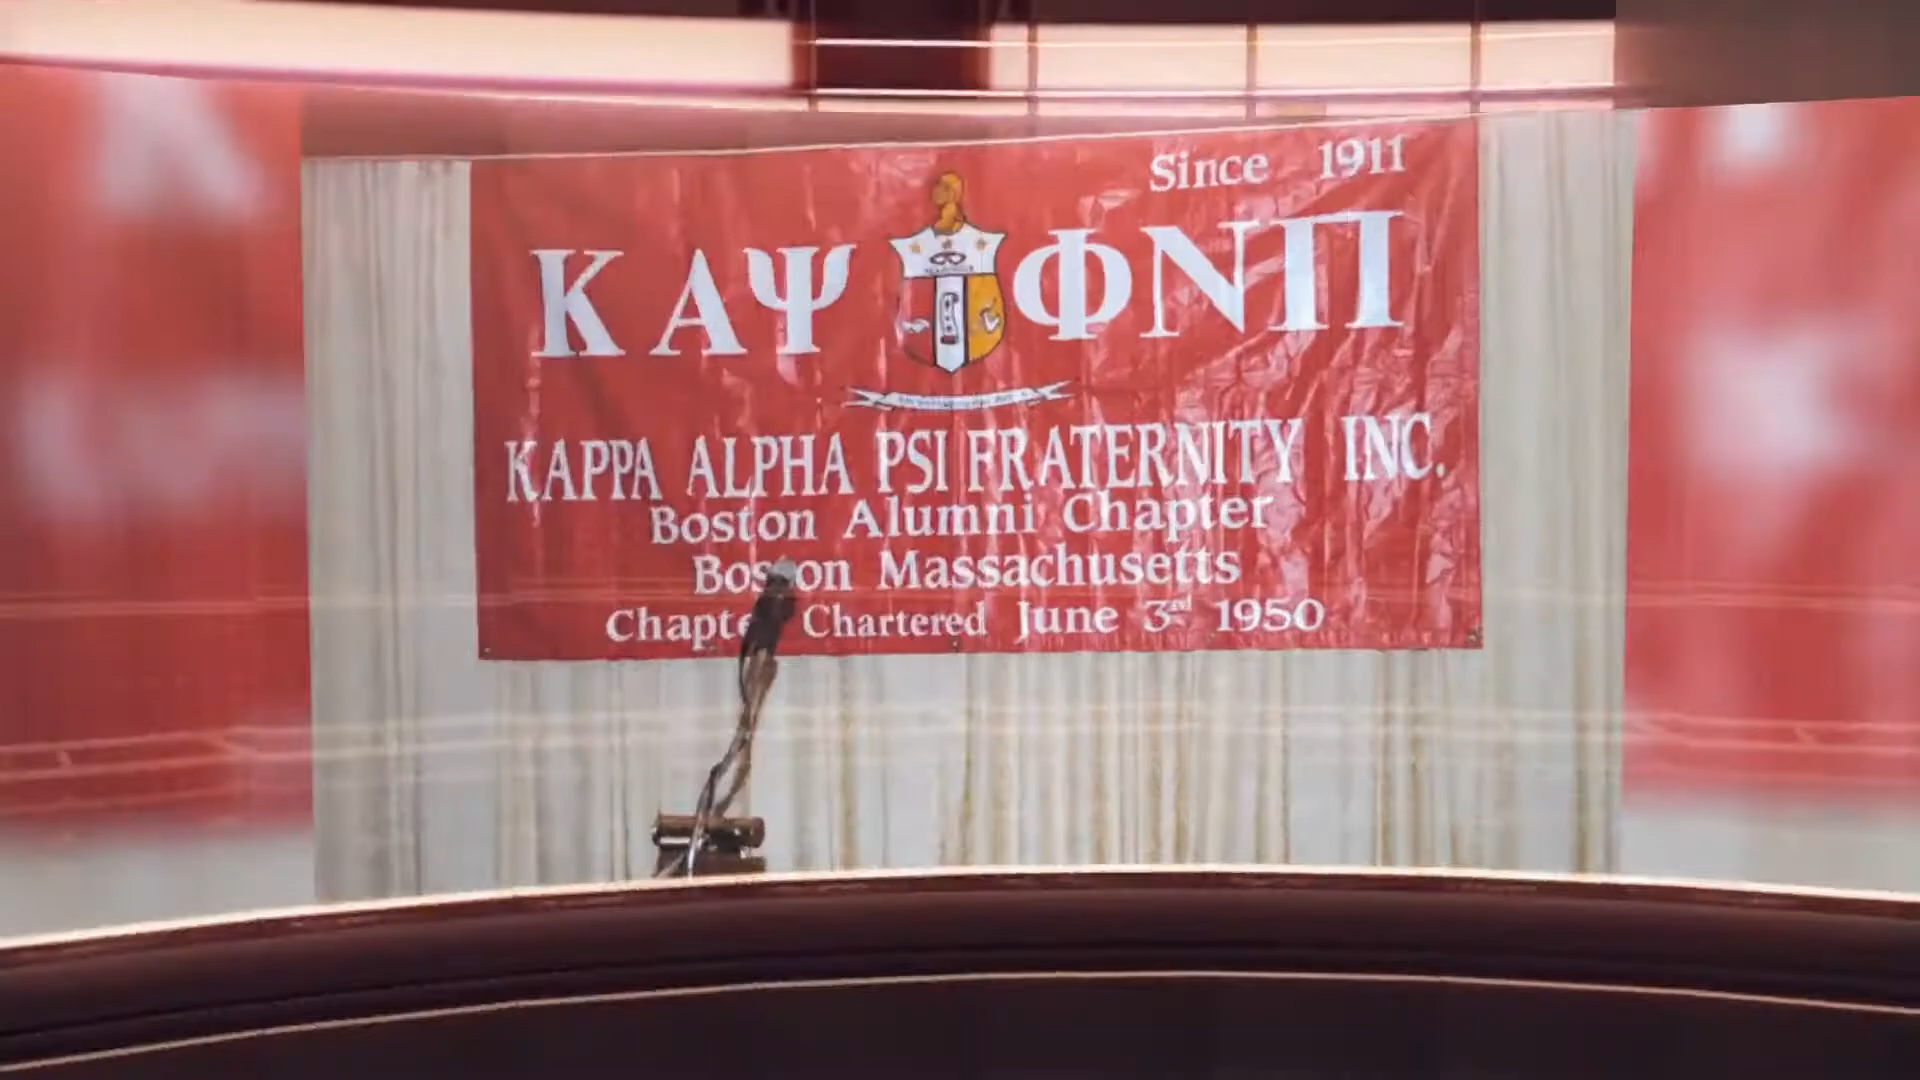 Since 1911
ΚΑΨ ΦΝΠ
KAPPA ALPHA PSI FRATERNITY INC.
Boston Alumni Chapter
Boston Massachusetts
Chapter Chartered June 3rd 1950